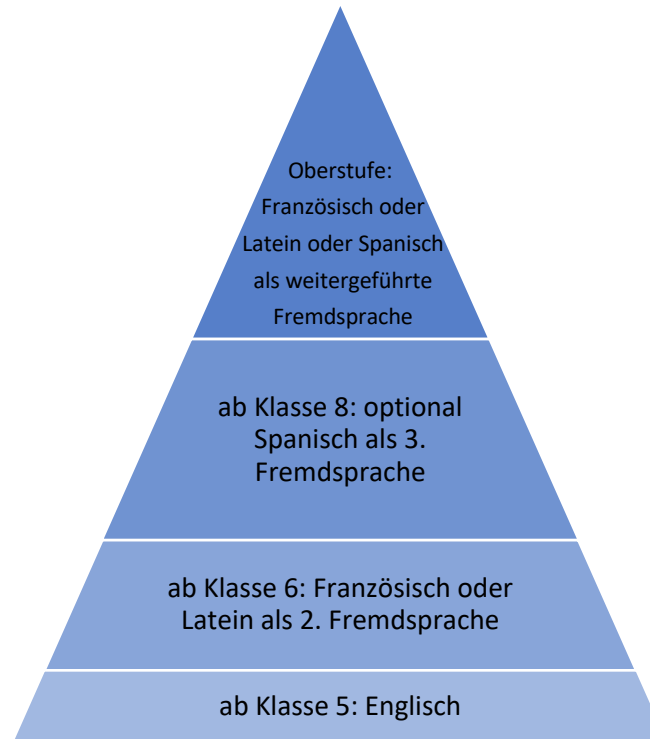 Oberstufe:
Französisch oder
Latein oder Spanisch
als weitergeführte
Fremdsprache
ab Klasse 8: optional
Spanisch als 3.
Fremdsprache
ab Klasse 6: Französisch oder
Latein als 2. Fremdsprache
ab Klasse 5: Englisch